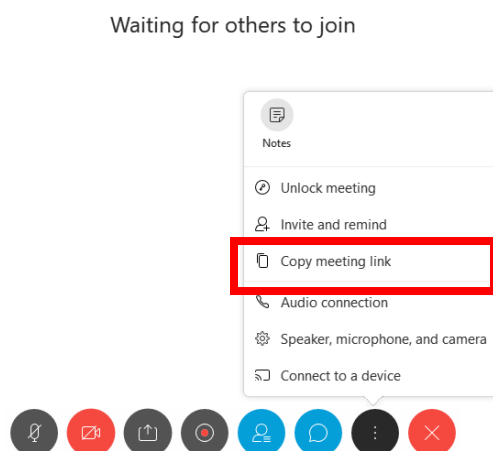 Waiting for others to join
Notes
Unlock meeting
Invite and remind
Copy meeting link
Audio connection
Speaker, microphone, and camera
Connect to a device